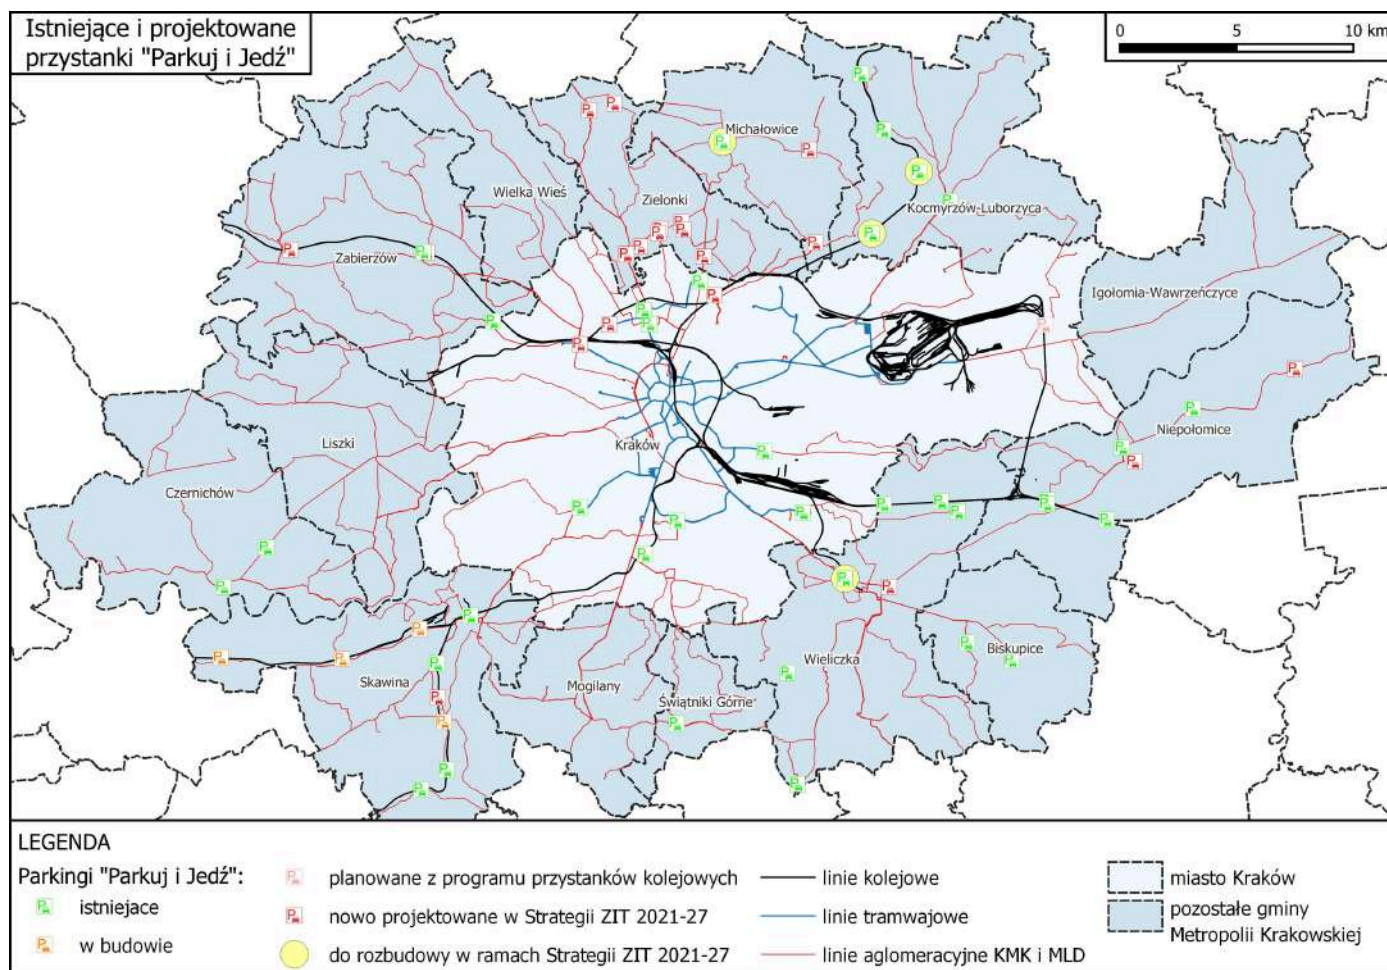 Istniejące i projektowane
przystanki "Parkuj i Jedź"
0 5 10 km
Michałowice
Wielka Wieś
Zielonki
Kocmyrzów-Luborzyca
Zabierzów
Igołomia-Wawrzeńczyce
Niepołomice
Liszki
Kraków
Czernichów
Biskupice
Wieliczka
Skawina
Mogilany
Świątniki Górne
LEGENDA
Parkingi "Parkuj i Jedź":
istniejace
w budowie
planowane z programu przystanków kolejowych
nowo projektowane w Strategii ZIT 2021-27
do rozbudowy w ramach Strategii ZIT 2021-27
linie kolejowe
linie tramwajowe
linie aglomeracyjne KMK i MLD
miasto Kraków
pozostałe gminy
Metropolii Krakowskiej